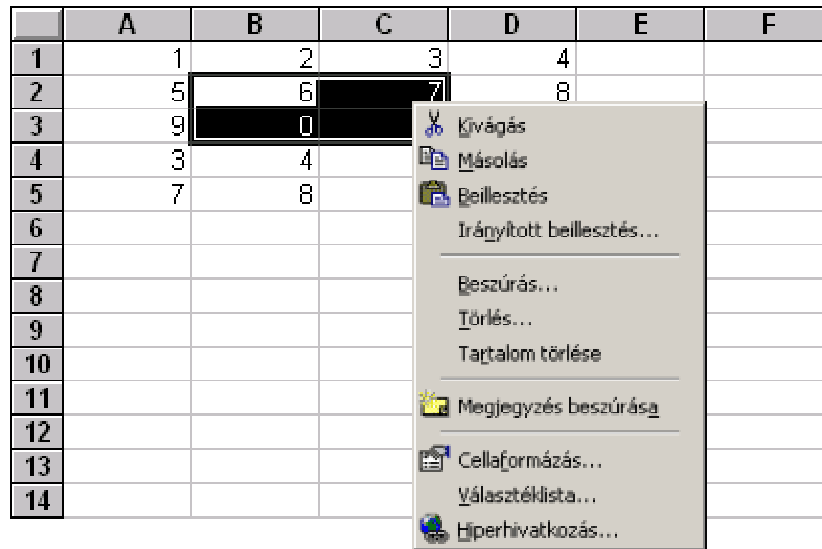 A B C D E F
1 1 2 3 4
2 5 6 7 8
3 9 0
4 3 4
5 7 8
6
7
8
9
10
11
12
13
14
Kivágás
Másolás
Beillesztés
Irányított beillesztés...
Beszúrás...
Törlés...
Tartalom törlése
Megjegyzés beszúrása
Cellaformázás...
Választéklista...
Hiperhivatkozás...